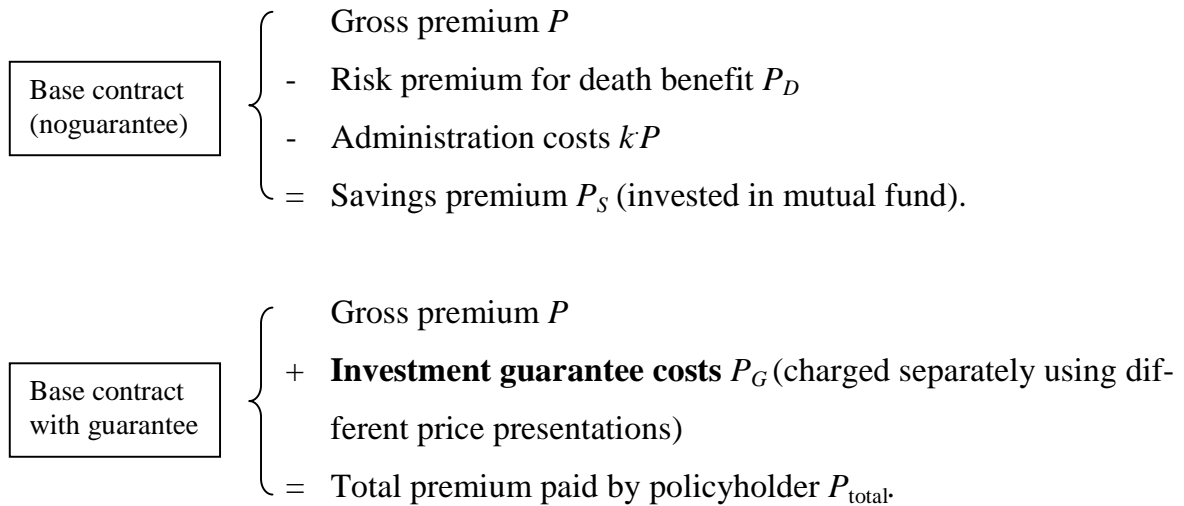 Gross premium P
- Risk premium for death benefit P_D
Base contract
(noguarantee)
- Administration costs k·P
= Savings premium P_S (invested in mutual fund).
Gross premium P
+ Investment guarantee costs P_G (charged separately using dif-
ferent price presentations)
Base contract
with guarantee
= Total premium paid by policyholder P_total.